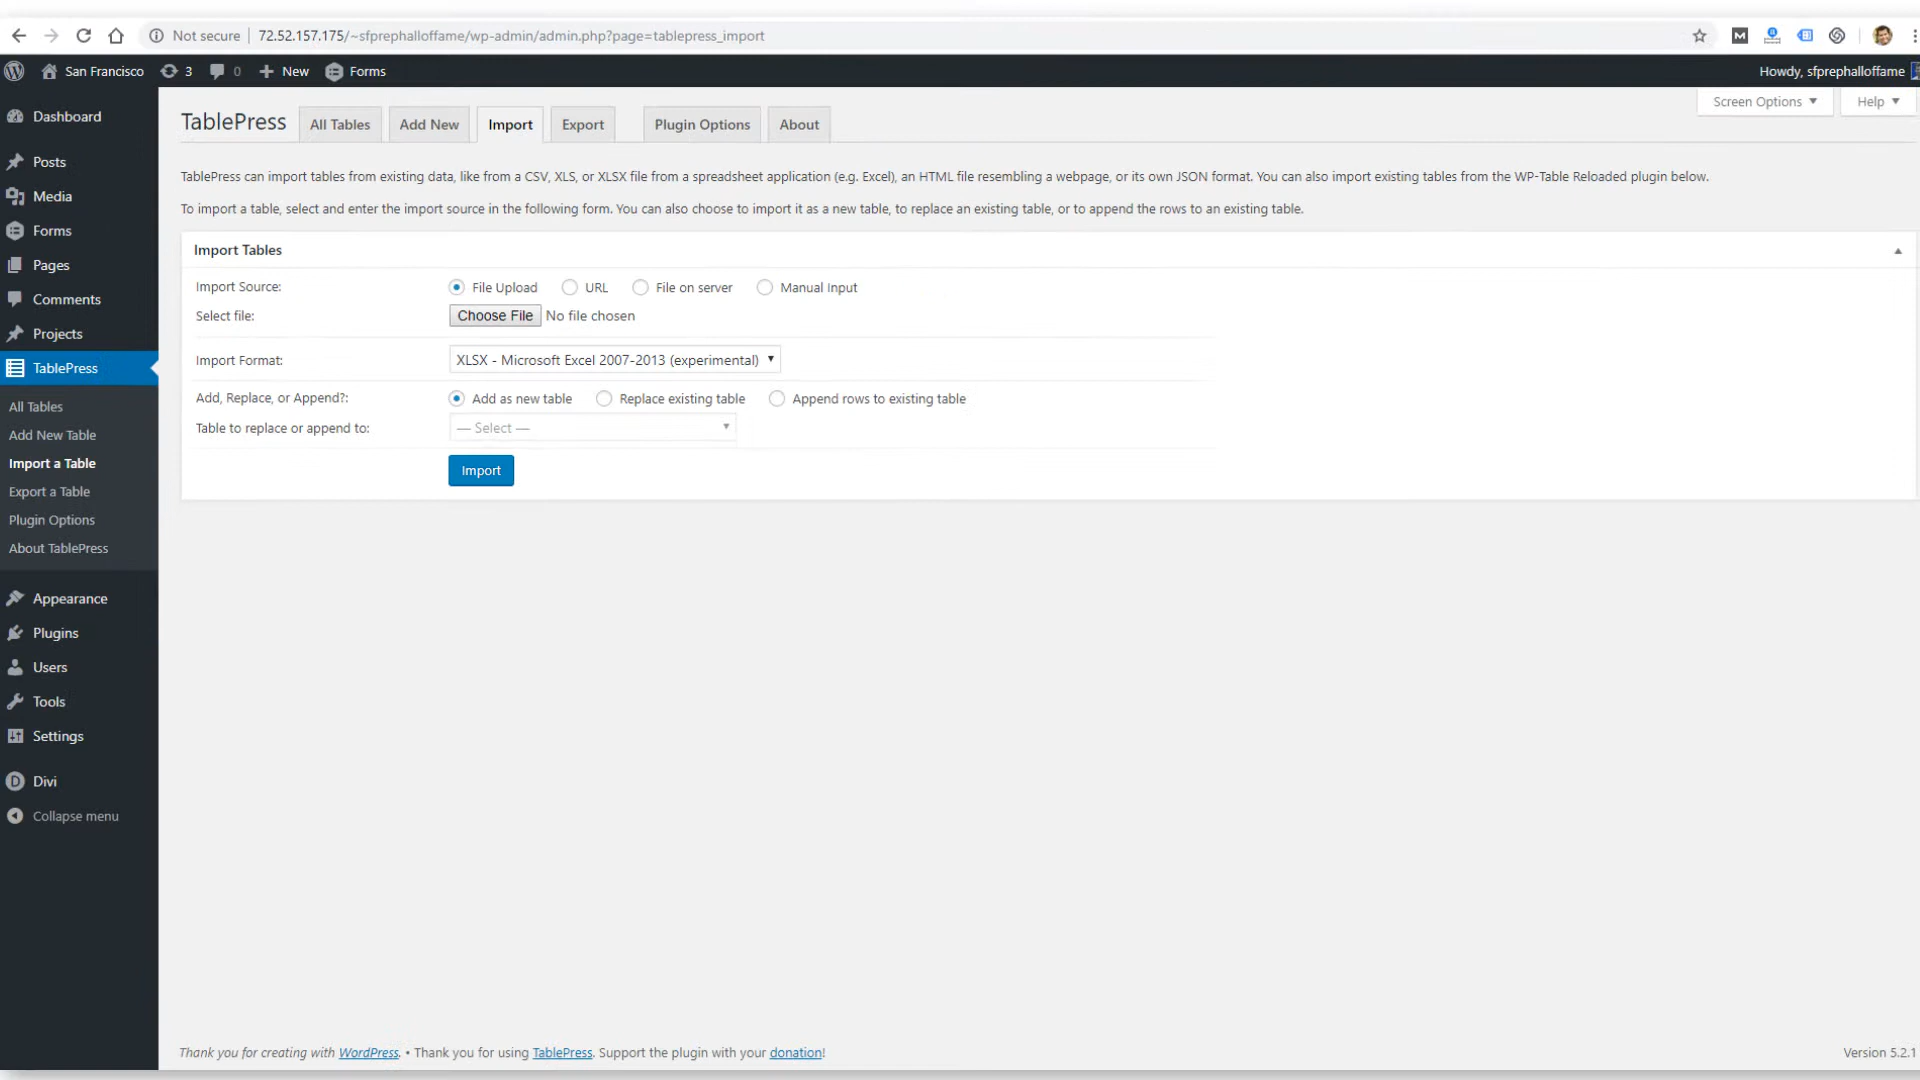 Not secure 72.52.157.175/~sfprephalloffame/wp-admin/admin.php?page=tablepress_import
San Francisco 3 0 New Forms Howdy, sfprephalloffame
Screen Options Help
TablePress All Tables Add New Import Export Plugin Options About
TablePress can import tables from existing data, like from a CSV, XLS, or XLSX file from a spreadsheet application (e.g. Excel), an HTML file resembling a webpage, or its own JSON format. You can also import existing tables from the WP-Table Reloaded plugin below.
To import a table, select and enter the import source in the following form. You can also choose to import it as a new table, to replace an existing table, or to append the rows to an existing table.
Import Tables
Import Source: File Upload URL File on server Manual Input
Select file: Choose File No file chosen
Import Format: XLSX - Microsoft Excel 2007-2013 (experimental)
Add, Replace, or Append?: Add as new table Replace existing table Append rows to existing table
Table to replace or append to: — Select —
Import
Dashboard
Posts
Media
Forms
Pages
Comments
Projects
TablePress
All Tables
Add New Table
Import a Table
Export a Table
Plugin Options
About TablePress
Appearance
Plugins
Users
Tools
Settings
Divi
Collapse menu
Thank you for creating with WordPress. • Thank you for using TablePress. Support the plugin with your donation!
Version 5.2.1